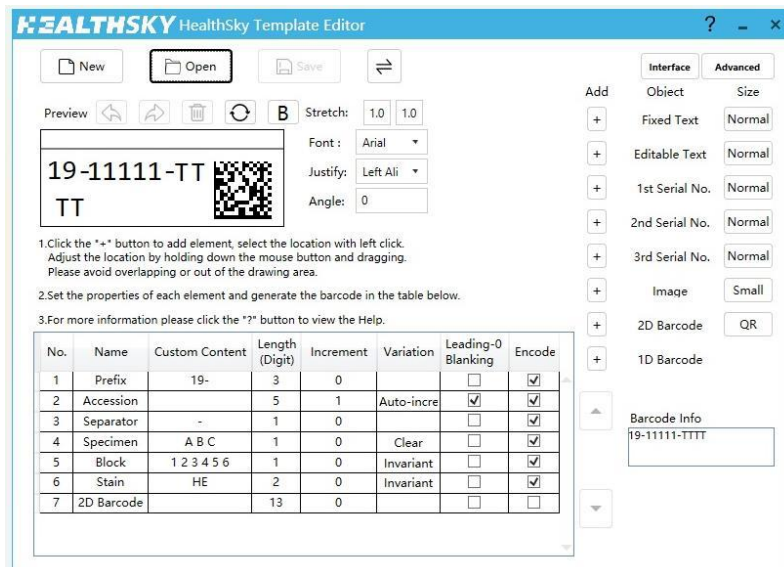 HEALTHSKY HealthSky Template Editor ? _ ×
New Open Save ⇌ Interface Advanced
Add Object Size
Preview B Stretch: 1.0 1.0
Font : Arial
Justify: Left Ali
Angle: 0
19-11111-TT
TT
+ Fixed Text Normal
+ Editable Text Normal
+ 1st Serial No. Normal
+ 2nd Serial No. Normal
+ 3rd Serial No. Normal
+ Image Small
+ 2D Barcode QR
+ 1D Barcode
1.Click the "+" button to add element, select the location with left click.
Adjust the location by holding down the mouse button and dragging.
Please avoid overlapping or out of the drawing area.
2.Set the properties of each element and generate the barcode in the table below.
3.For more information please click the "?" button to view the Help.
No. Name Custom Content Length (Digit) Increment Variation Leading-0 Blanking Encode
1 Prefix 19- 3 0
2 Accession 5 1 Auto-incre
3 Separator - 1 0
4 Specimen A B C 1 0 Clear
5 Block 1 2 3 4 5 6 1 0 Invariant
6 Stain HE 2 0 Invariant
7 2D Barcode 13 0
Barcode Info
19-11111-TTTT